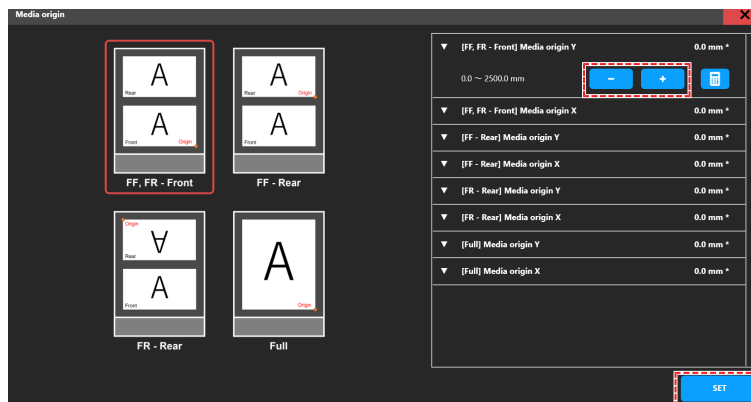 Media origin
A
Rear
A
Front
Origin
FF, FR - Front
A
Rear
Origin
A
Front
FF - Rear
Origin
A
Rear
A
Front
FR - Rear
A
Origin
Full
▼ [FF, FR - Front] Media origin Y 0.0 mm *
0.0 ～ 2500.0 mm − +
▼ [FF, FR - Front] Media origin X 0.0 mm *
▼ [FF - Rear] Media origin Y 0.0 mm *
▼ [FF - Rear] Media origin X 0.0 mm *
▼ [FR - Rear] Media origin Y 0.0 mm *
▼ [FR - Rear] Media origin X 0.0 mm *
▼ [Full] Media origin Y 0.0 mm *
▼ [Full] Media origin X 0.0 mm *
SET